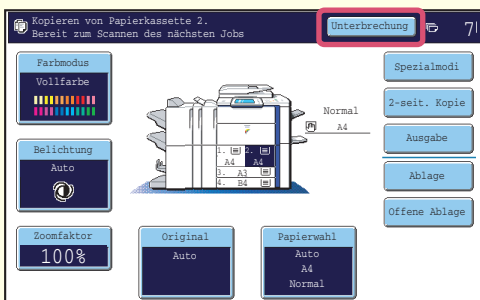 Kopieren von Papierkassette 2.
Bereit zum Scannen des nächsten Jobs
Unterbrechung
7
Farbmodus
Vollfarbe
Spezialmodi
2-seit. Kopie
Normal
A4
Ausgabe
1.
2.
A4
A4
3. A3
4. B4
Belichtung
Auto
Ablage
Offene Ablage
Zoomfaktor
100%
Original
Auto
Papierwahl
Auto
A4
Normal